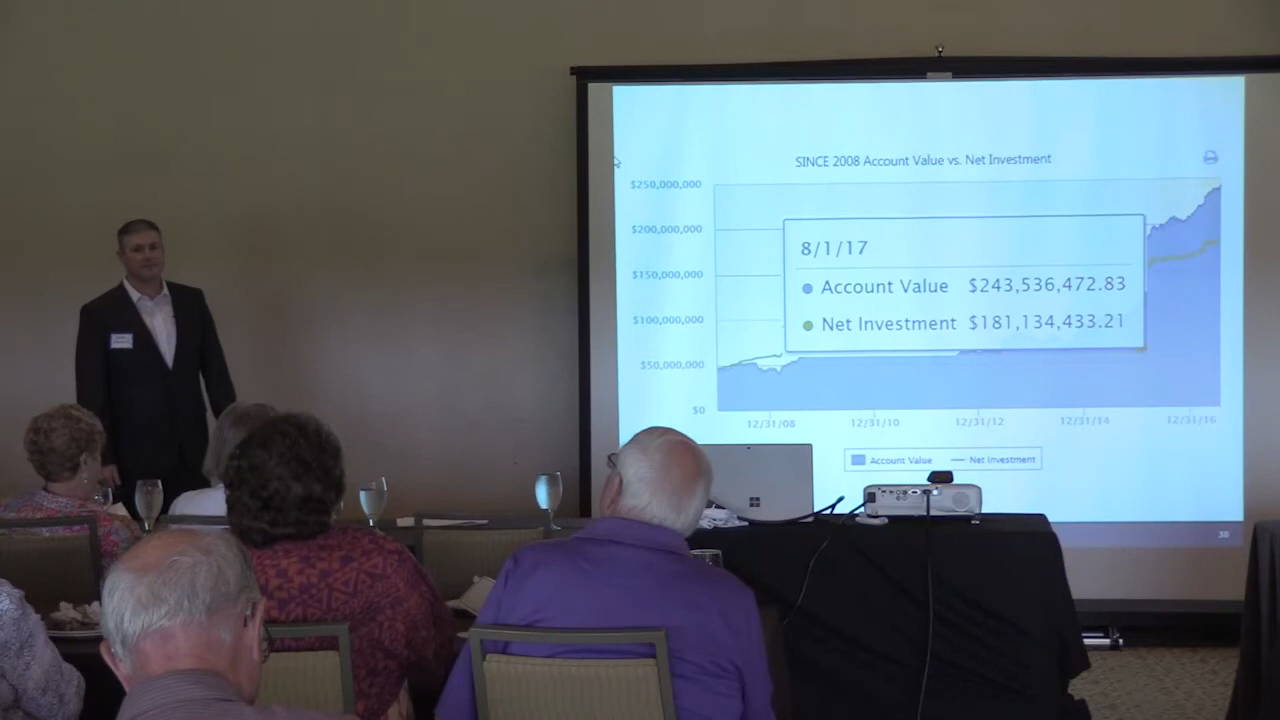 SINCE 2008 Account Value vs. Net Investment
$250,000,000
$200,000,000
$150,000,000
$100,000,000
$50,000,000
$0
8/1/17
Account Value $243,536,472.83
Net Investment $181,134,433.21
12/31/08 12/31/10 12/31/12 12/31/14 12/31/16
Account Value Net Investment
30